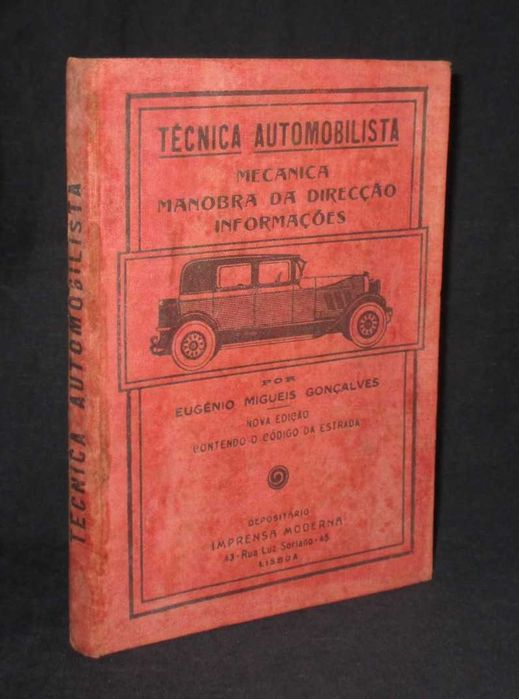 TÉCNICA AUTOMOBILISTA
TÉCNICA AUTOMOBILISTA
MECANICA
MANOBRA DA DIRECÇÃO
INFORMAÇÕES
POR
EUGÉNIO MIGUEIS GONÇALVES
NOVA EDIÇÃO
CONTENDO O CÓDIGO DA ESTRADA
DEPOSITÁRIO
IMPRENSA MODERNA
43-Rua Luz Soriano-45
LISBOA